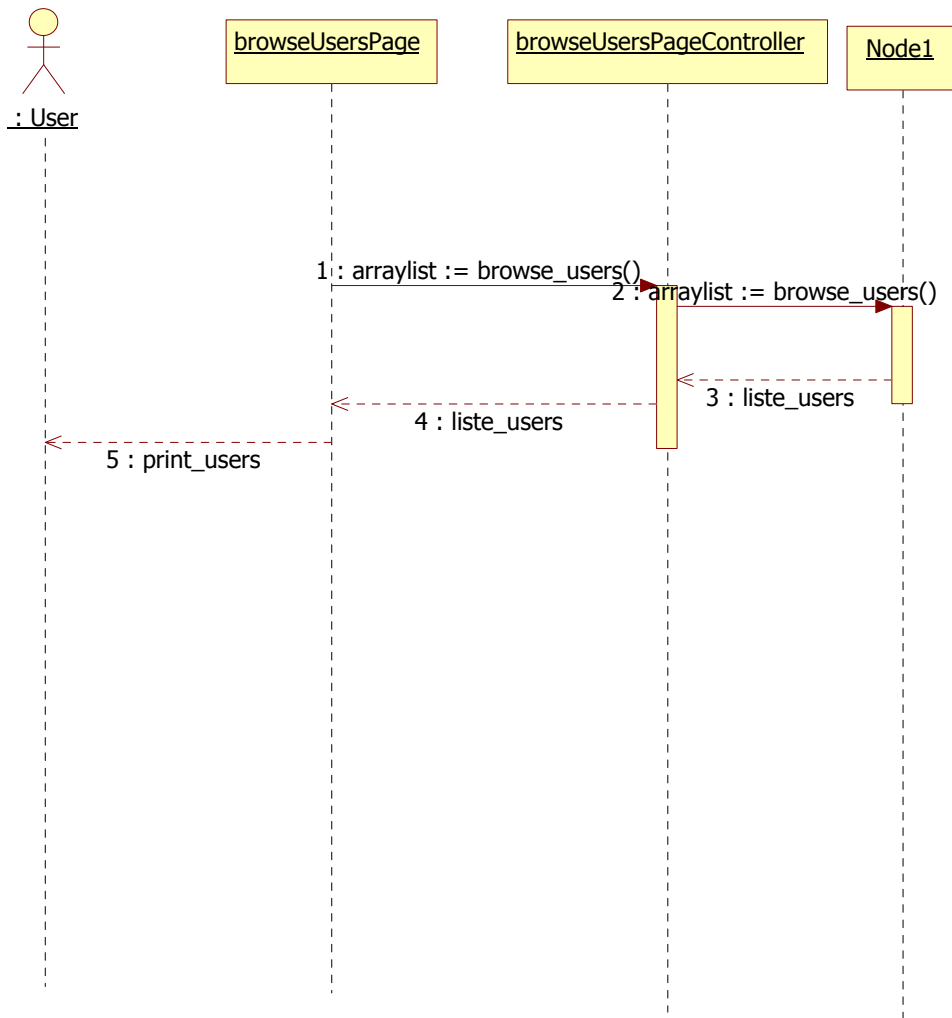 browseUsersPage
browseUsersPageController
Node1
: User
1 : arraylist := browse_users()
2 : arraylist := browse_users()
3 : liste_users
4 : liste_users
5 : print_users